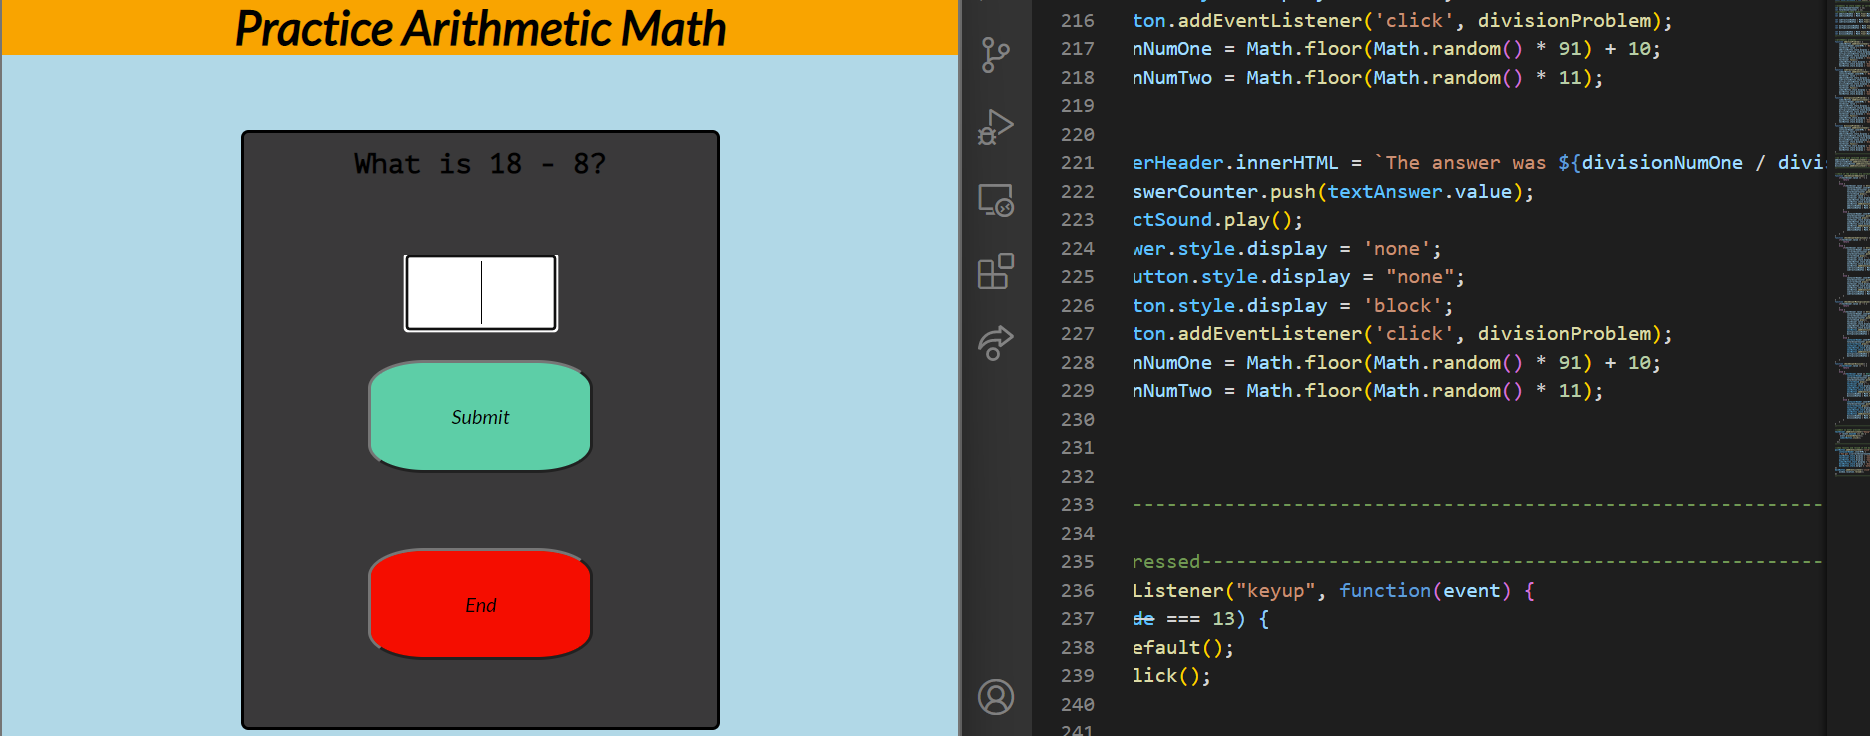 Practice Arithmetic Math
What is 18 - 8?
Submit
End
216 ton.addEventListener('click', divisionProblem);
217 nNumOne = Math.floor(Math.random() * 91) + 10;
218 nNumTwo = Math.floor(Math.random() * 11);
219
220
221 erHeader.innerHTML = `The answer was ${divisionNumOne / divi
222 swerCounter.push(textAnswer.value);
223 ctSound.play();
224 wer.style.display = 'none';
225 utton.style.display = "none";
226 ton.style.display = 'block';
227 ton.addEventListener('click', divisionProblem);
228 nNumOne = Math.floor(Math.random() * 91) + 10;
229 nNumTwo = Math.floor(Math.random() * 11);
230
231
232
233 ------------------------------------------------------------
234
235 ressed------------------------------------------------------
236 Listener("keyup", function(event) {
237 de === 13) {
238 efault();
239 lick();
240
241